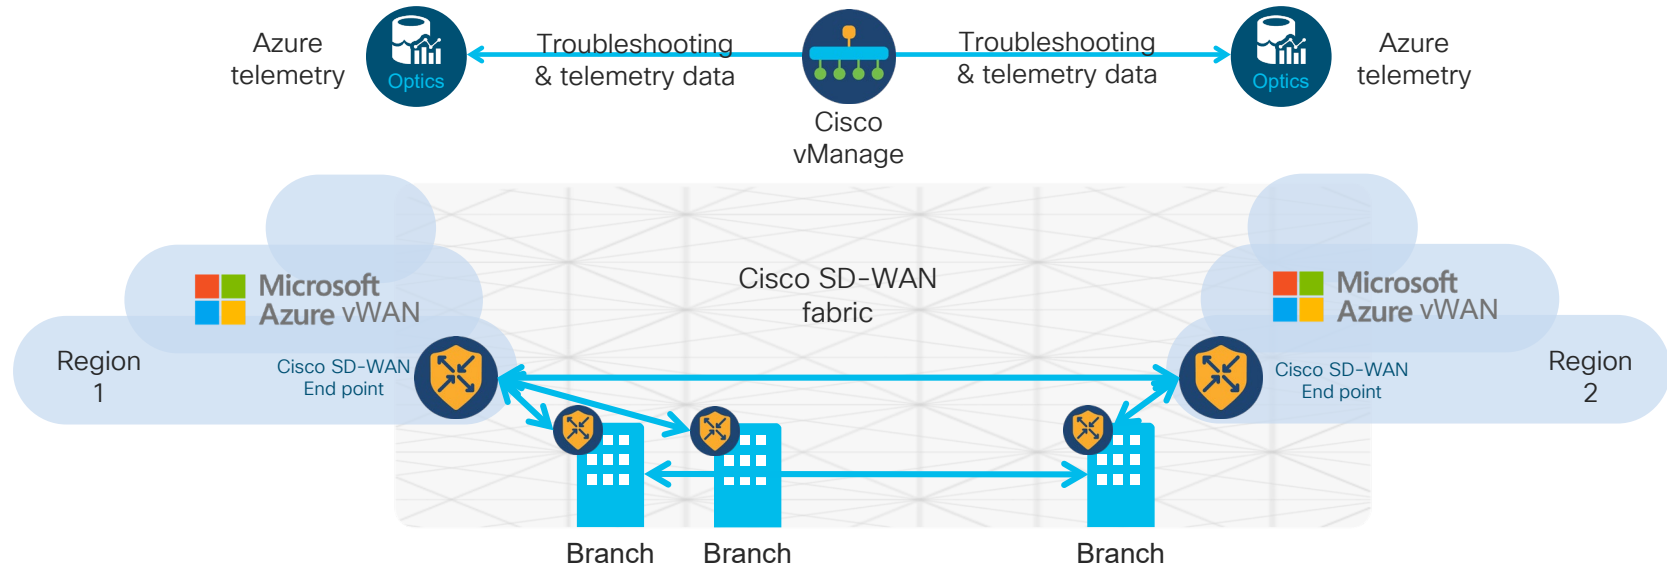 Azure
telemetry
Optics
Troubleshooting
& telemetry data
Cisco
vManage
Troubleshooting
& telemetry data
Optics
Azure
telemetry
Microsoft
Azure vWAN
Region
1
Cisco SD-WAN
End point
Cisco SD-WAN
fabric
Microsoft
Azure vWAN
Cisco SD-WAN
End point
Region
2
Branch
Branch
Branch